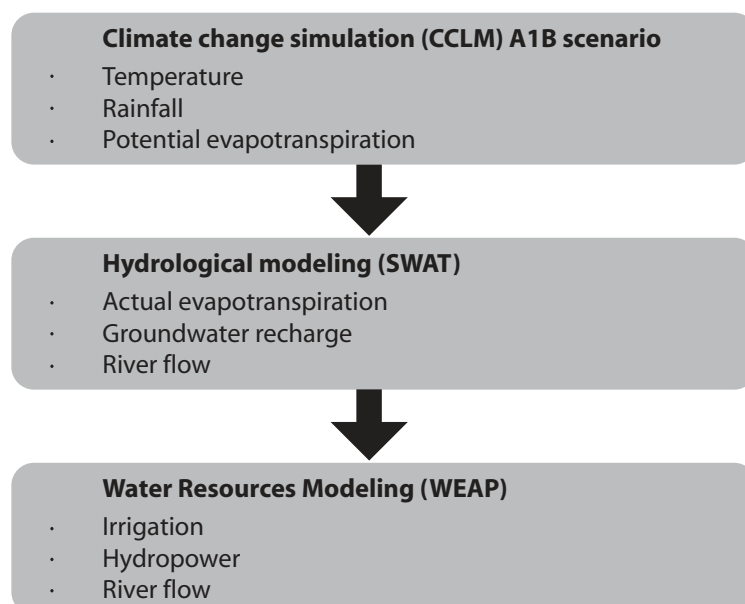 Climate change simulation (CCLM) A1B scenario
· Temperature
· Rainfall
· Potential evapotranspiration
Hydrological modeling (SWAT)
· Actual evapotranspiration
· Groundwater recharge
· River flow
Water Resources Modeling (WEAP)
· Irrigation
· Hydropower
· River flow